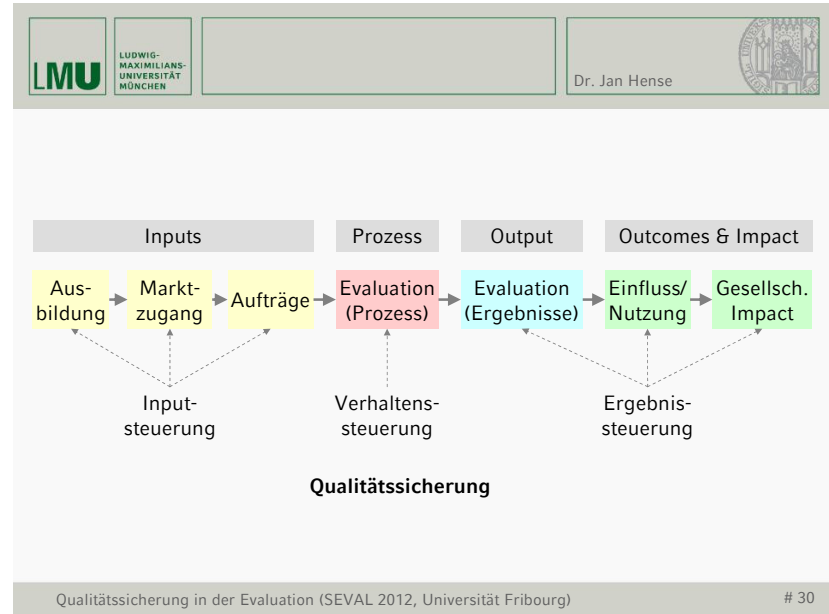 LMU
LUDWIG-
MAXIMILIANS-
UNIVERSITÄT
MÜNCHEN
Dr. Jan Hense
Inputs
Prozess
Output
Outcomes & Impact
Aus-
bildung
Markt-
zugang
Aufträge
Evaluation
(Prozess)
Evaluation
(Ergebnisse)
Einfluss/
Nutzung
Gesellsch.
Impact
Input-
steuerung
Verhaltens-
steuerung
Ergebnis-
steuerung
Qualitätssicherung
Qualitätssicherung in der Evaluation (SEVAL 2012, Universität Fribourg)
# 30